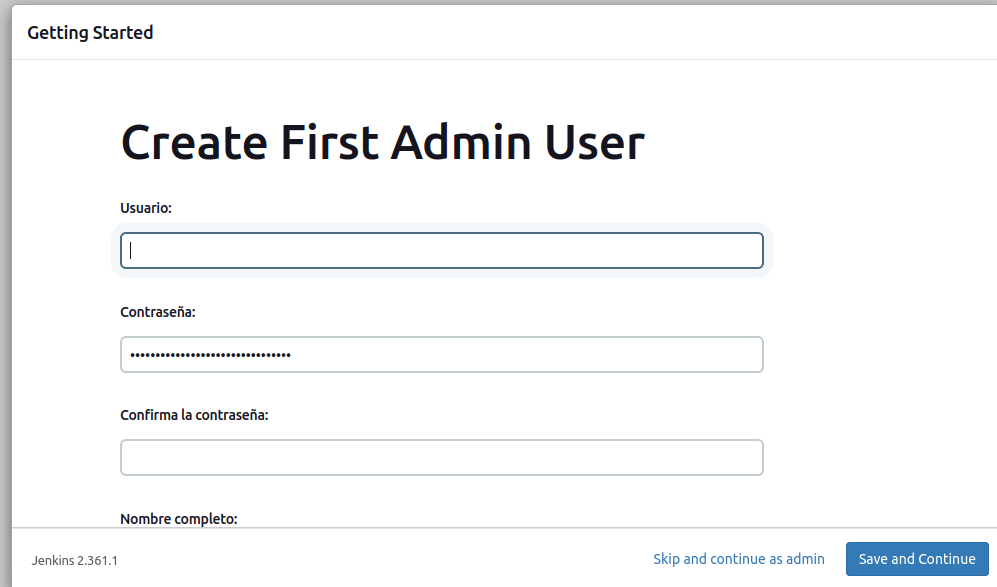 Getting Started
Create First Admin User
Usuario:
Contraseña:
••••••••••••••••••••••••••••••••
Confirma la contraseña:
Nombre completo:
Jenkins 2.361.1
Skip and continue as admin
Save and Continue